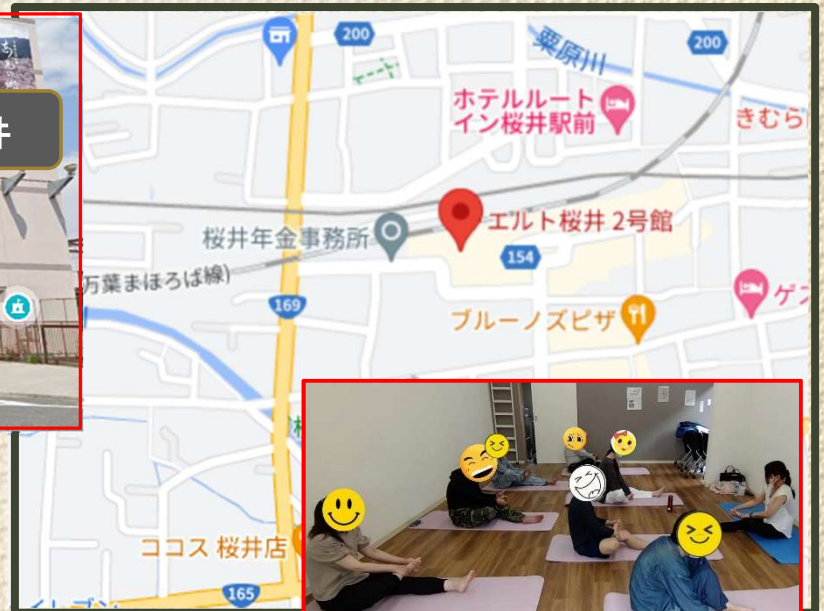 200
200
粟原川
ホテルルート
イン桜井駅前
きむら
井
エルト桜井 2号館
桜井年金事務所
154
万葉まほろば線)
169
ゲス
ブルーノズピザ
ココス 桜井店
165